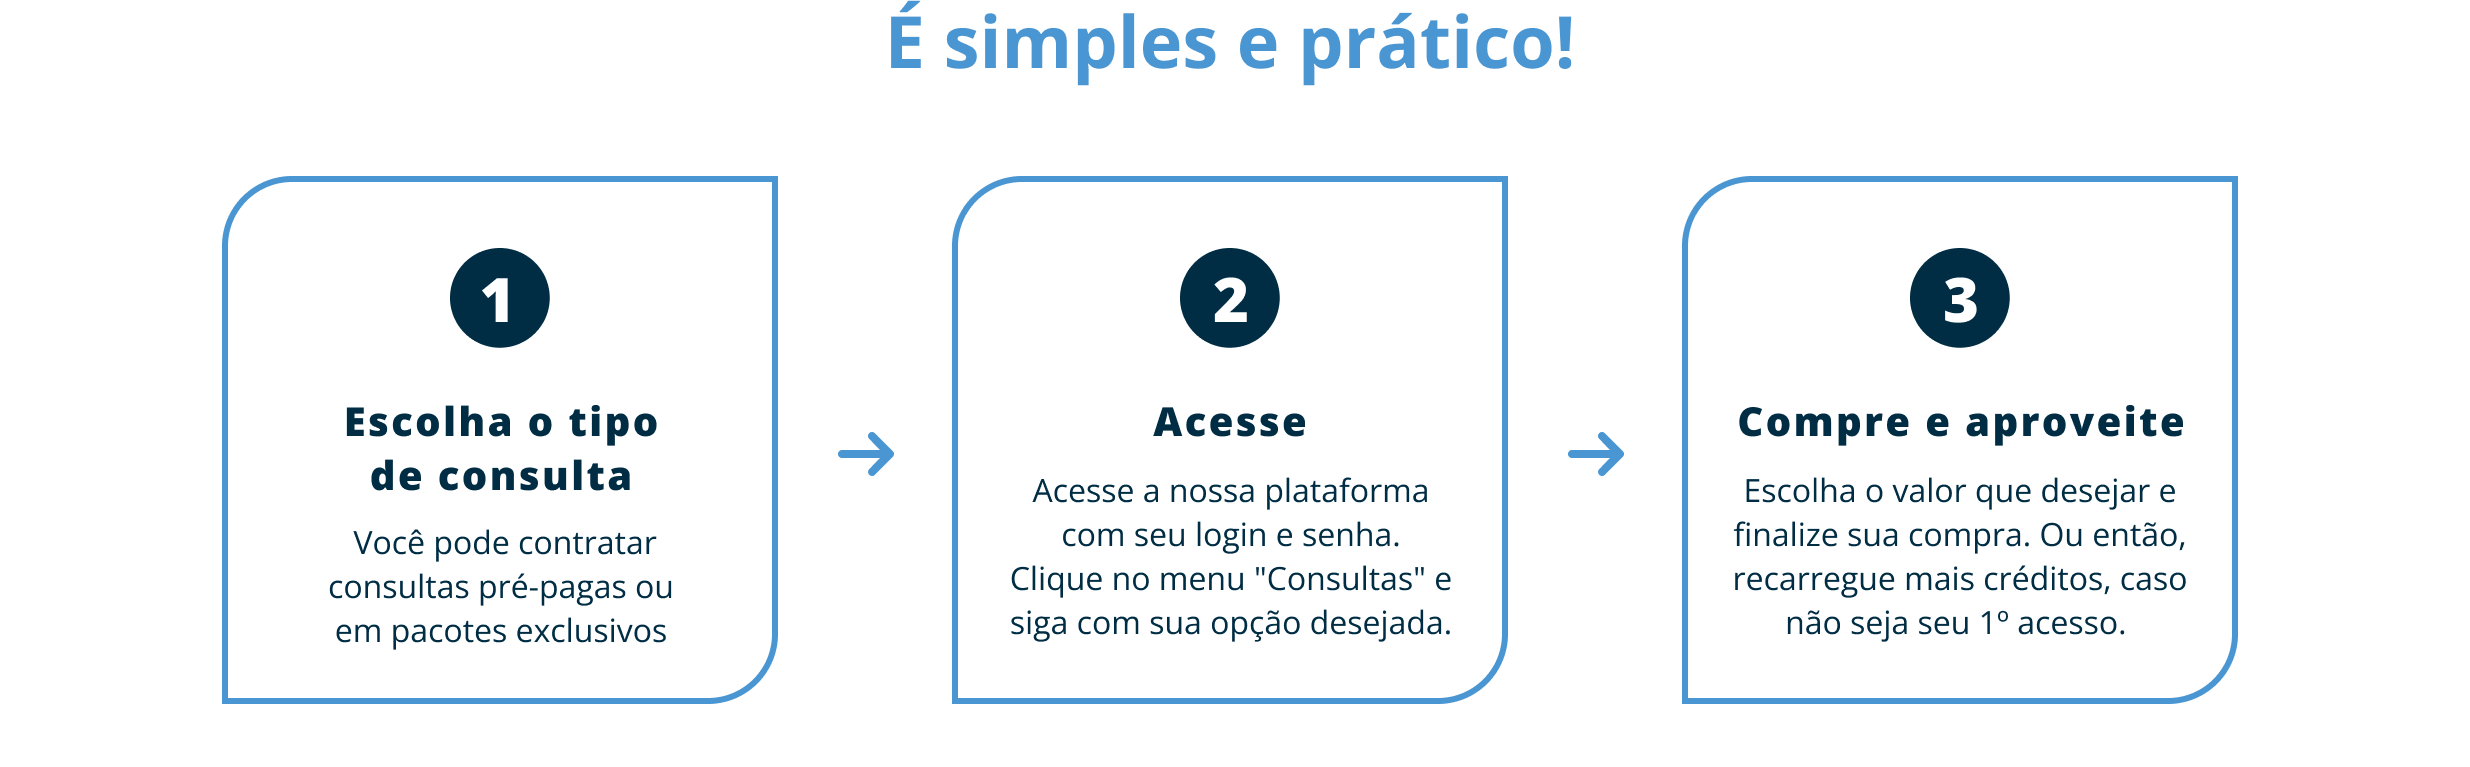 É simples e prático!
1
Escolha o tipo
de consulta
Você pode contratar
consultas pré-pagas ou
em pacotes exclusivos
2
Acesse
Acesse a nossa plataforma
com seu login e senha.
Clique no menu "Consultas" e
siga com sua opção desejada.
3
Compre e aproveite
Escolha o valor que desejar e
finalize sua compra. Ou então,
recarregue mais créditos, caso
não seja seu 1º acesso.